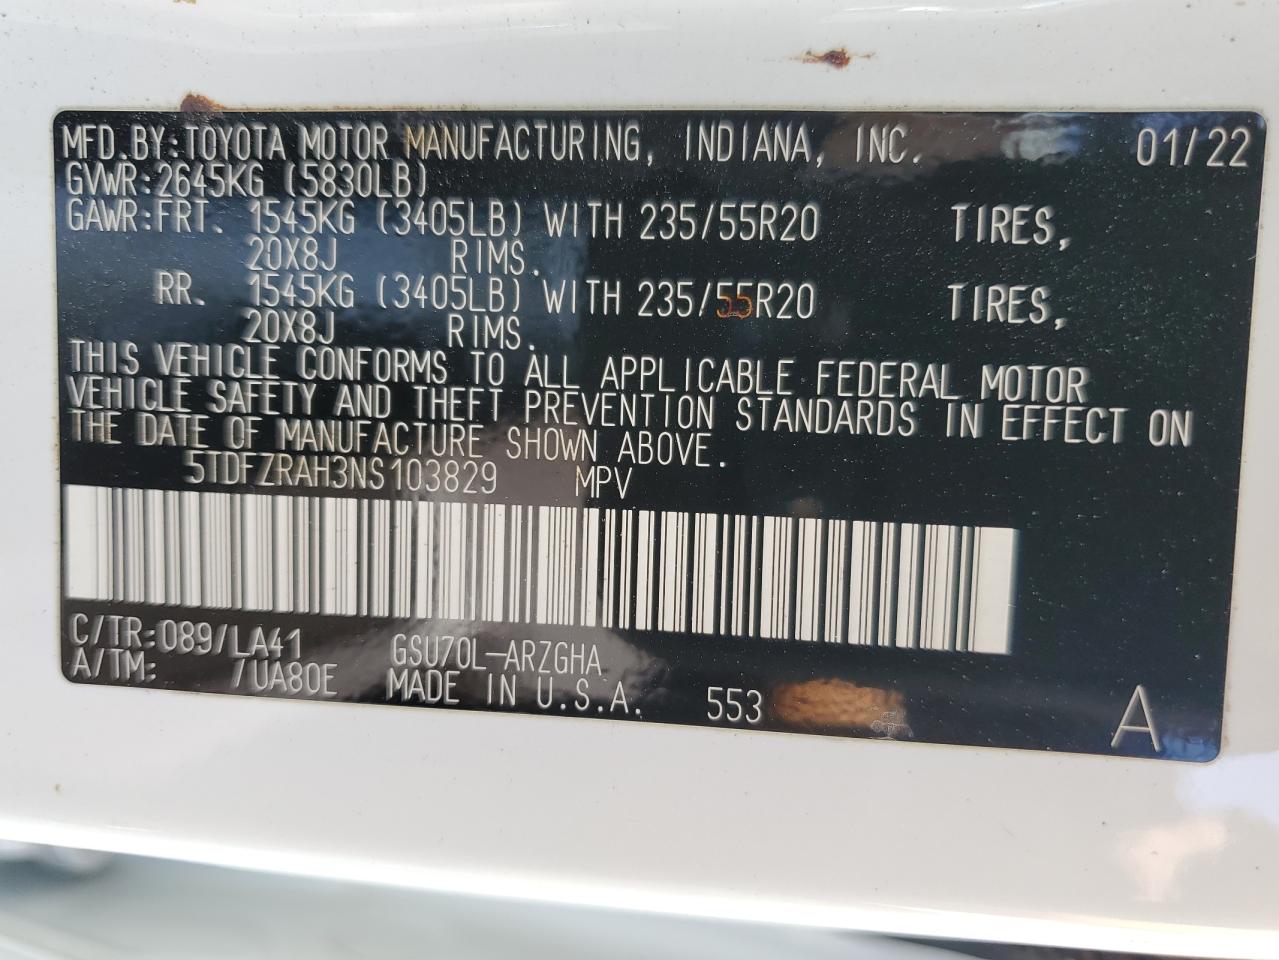 MFD.BY:TOYOTA MOTOR MANUFACTURING, INDIANA, INC. 01/22
GVWR:2645KG (5830LB)
GAWR:FRT. 1545KG (3405LB) WITH 235/55R20 TIRES,
20X8J RIMS.
RR. 1545KG (3405LB) WITH 235/55R20 TIRES,
20X8J RIMS.
THIS VEHICLE CONFORMS TO ALL APPLICABLE FEDERAL MOTOR
VEHICLE SAFETY AND THEFT PREVENTION STANDARDS IN EFFECT ON
THE DATE OF MANUFACTURE SHOWN ABOVE.
5TDFZRAH3NS103829 MPV
C/TR:089/LA41 GSU70L-ARZGHA
A/TM: /UA80E MADE IN U.S.A. 553 A